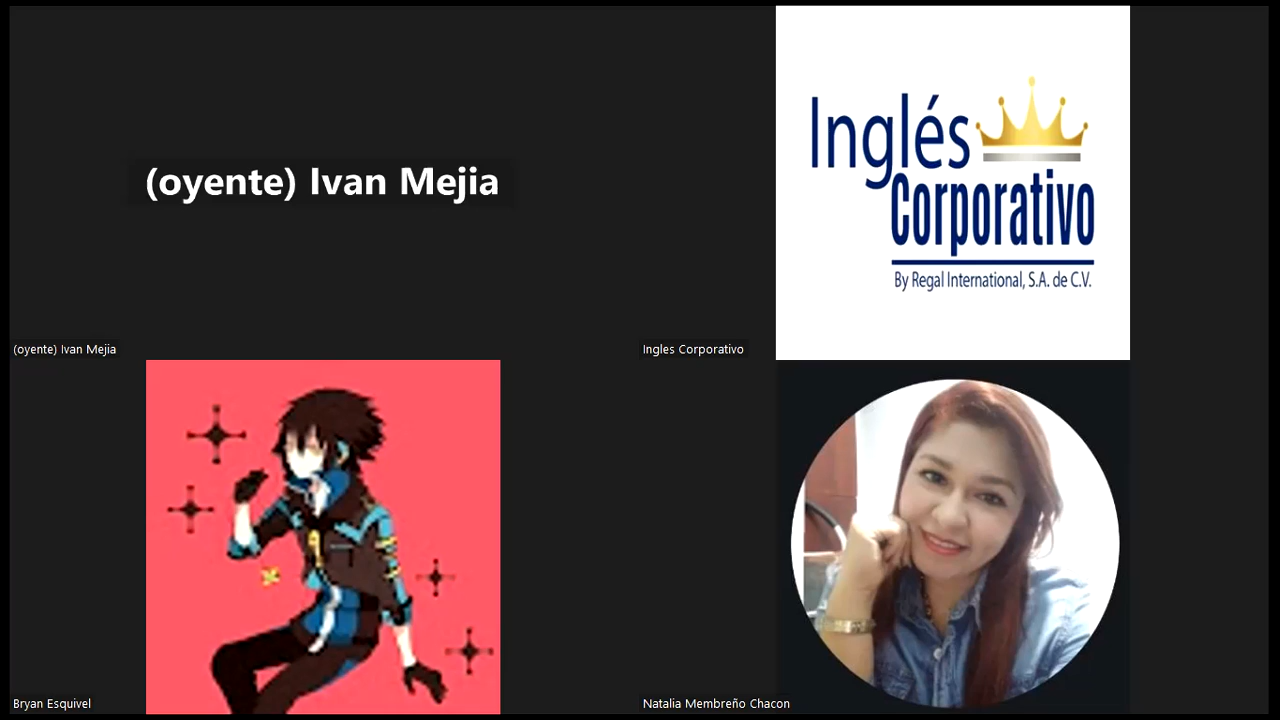 (oyente) Ivan Mejia
Inglés
Corporativo
By Regal International, S.A. de C.V.
(oyente) Ivan Mejia
Ingles Corporativo
Bryan Esquivel
Natalia Membreño Chacon